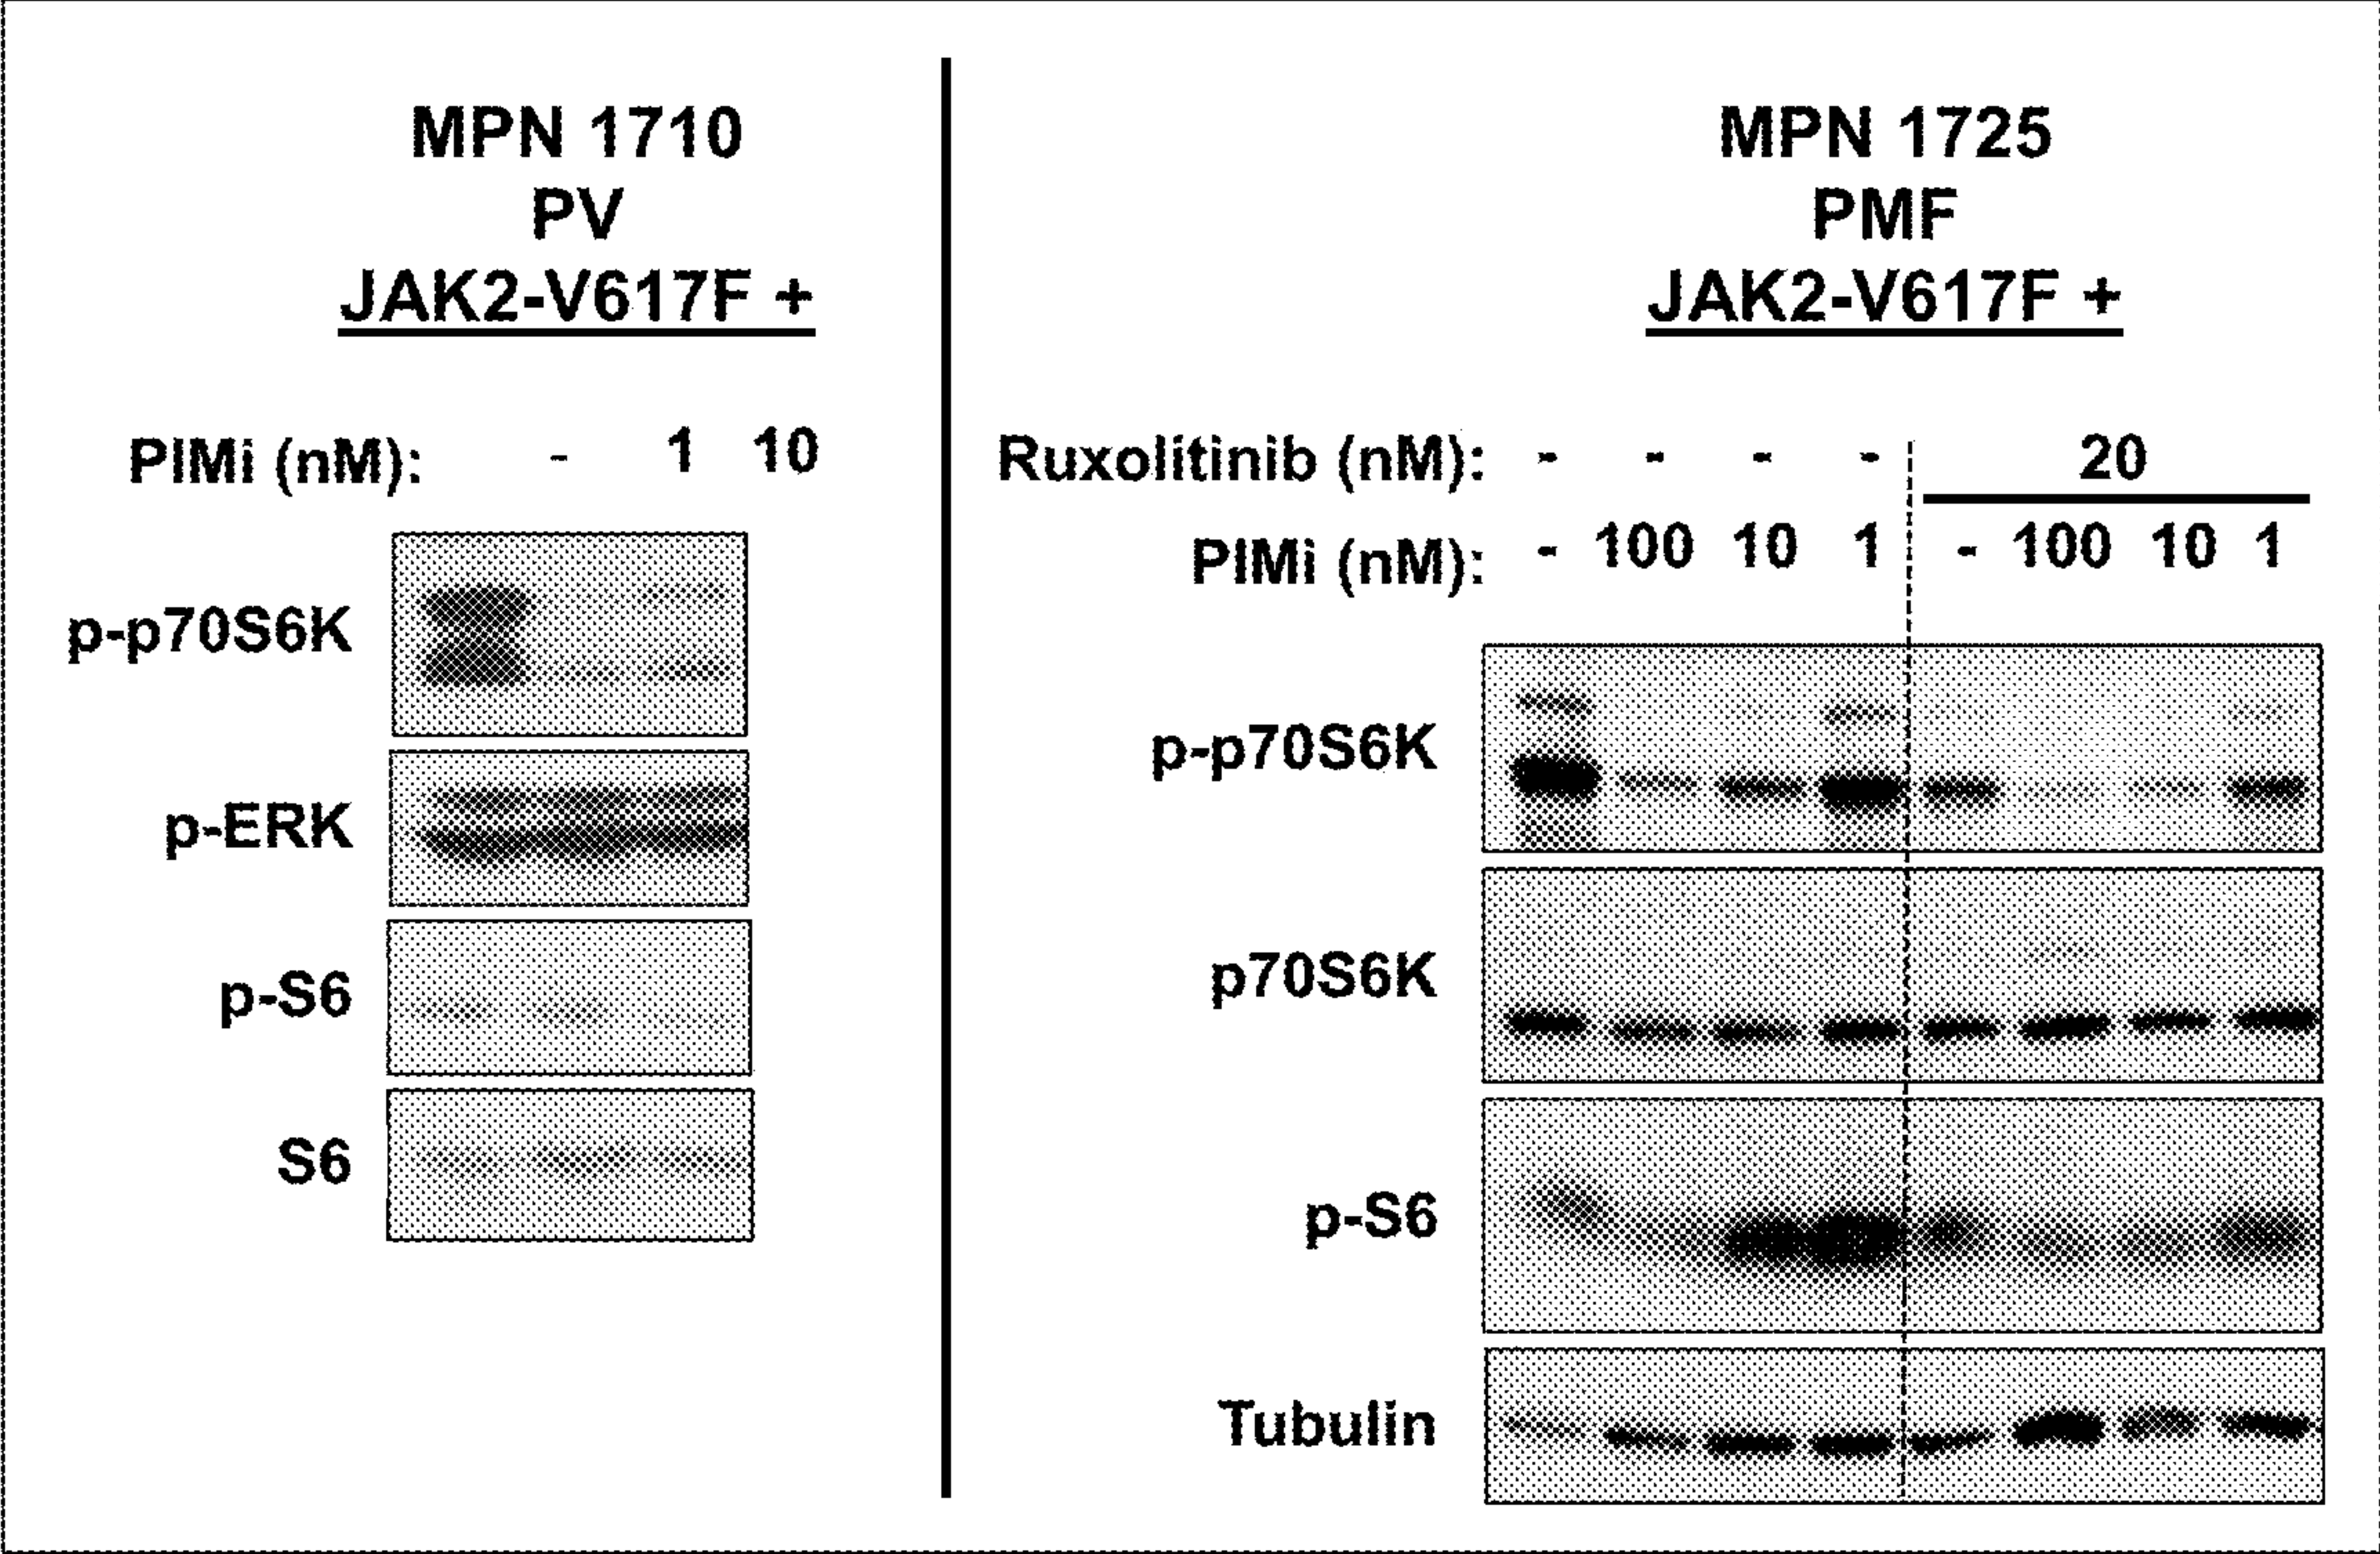 MPN 1710
PV
JAK2-V617F +
PIMi (nM): - 1 10
p-p70S6K
p-ERK
p-S6
S6
MPN 1725
PMF
JAK2-V617F +
Ruxolitinib (nM): - - - - 20
PIMi (nM): - 100 10 1 - 100 10 1
p-p70S6K
p70S6K
p-S6
Tubulin